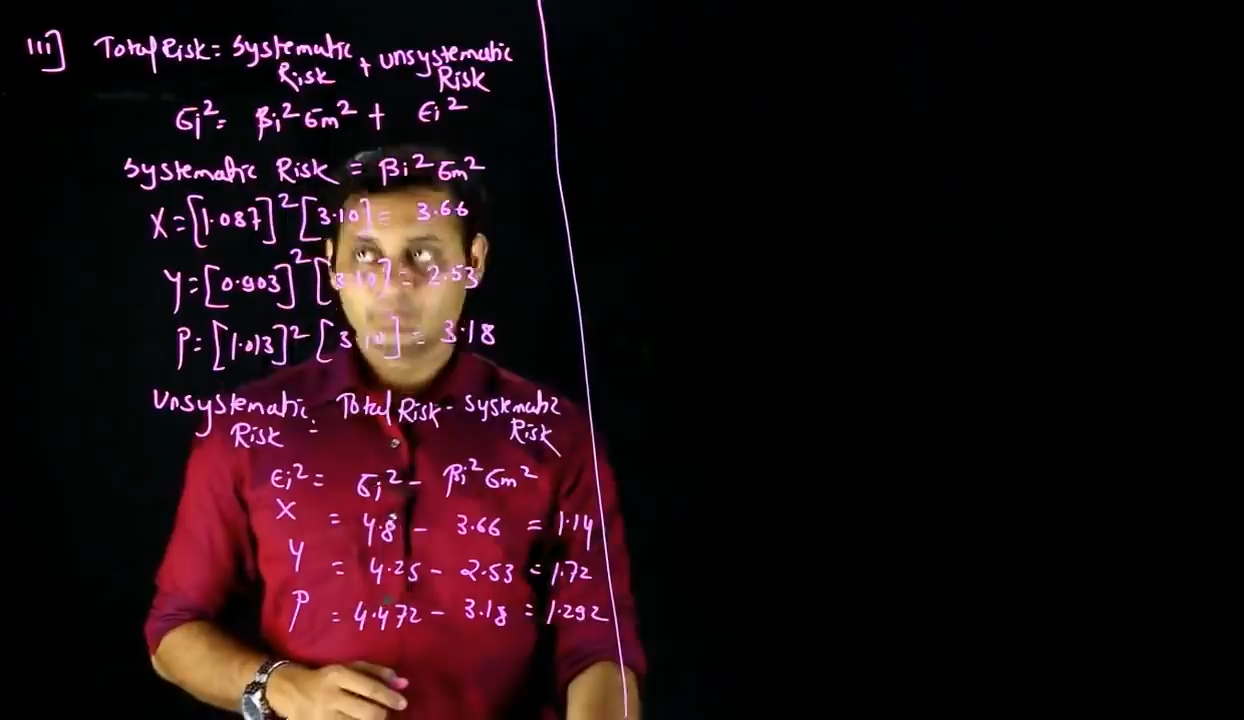 III] Total Risk = Systematic Risk + Unsystematic Risk
σi² = βi² σm² + ϵi²
Systematic Risk = βi² σm²
X = [1.087]² [3.10] = 3.66
Y = [0.903]² [3.10] = 2.53
P = [1.013]² [3.10] = 3.18
Unsystematic Risk = Total Risk - Systematic Risk
ϵi² = σi² - βi² σm²
X = 4.8 - 3.66 = 1.14
Y = 4.25 - 2.53 = 1.72
P = 4.472 - 3.18 = 1.292